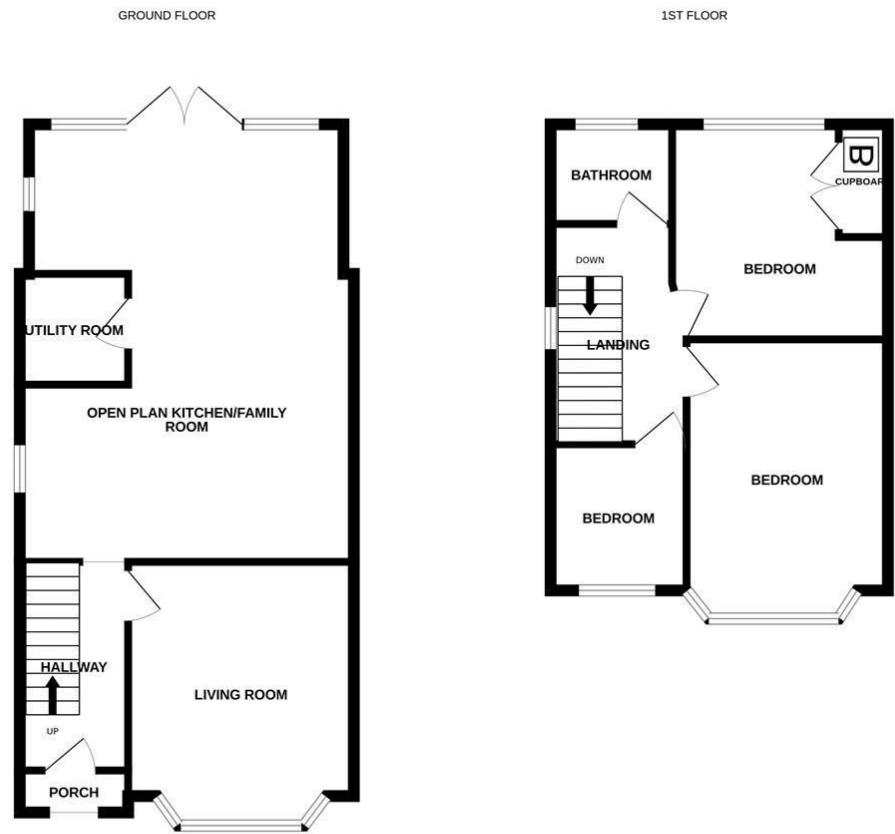 GROUND FLOOR
1ST FLOOR
UTILITY ROOM
OPEN PLAN KITCHEN/FAMILY
ROOM
HALLWAY
UP
LIVING ROOM
PORCH
BATHROOM
B
CUPBOAR
DOWN
BEDROOM
LANDING
BEDROOM
BEDROOM